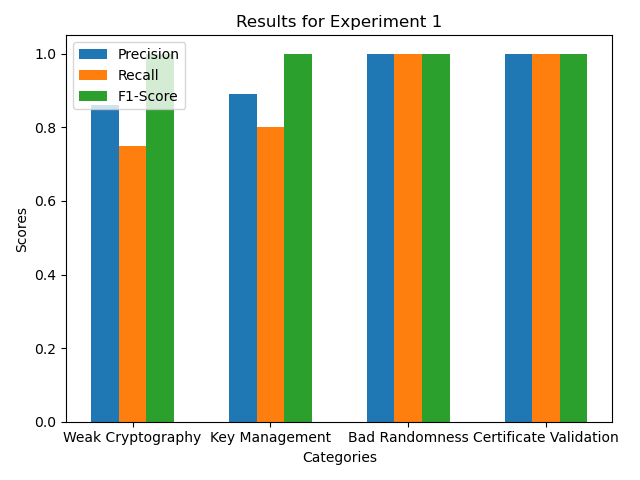 Results for Experiment 1
Precision
Recall
F1-Score
Scores
1.0
0.8
0.6
0.4
0.2
0.0
Weak Cryptography Key Management Bad Randomness Certificate Validation
Categories